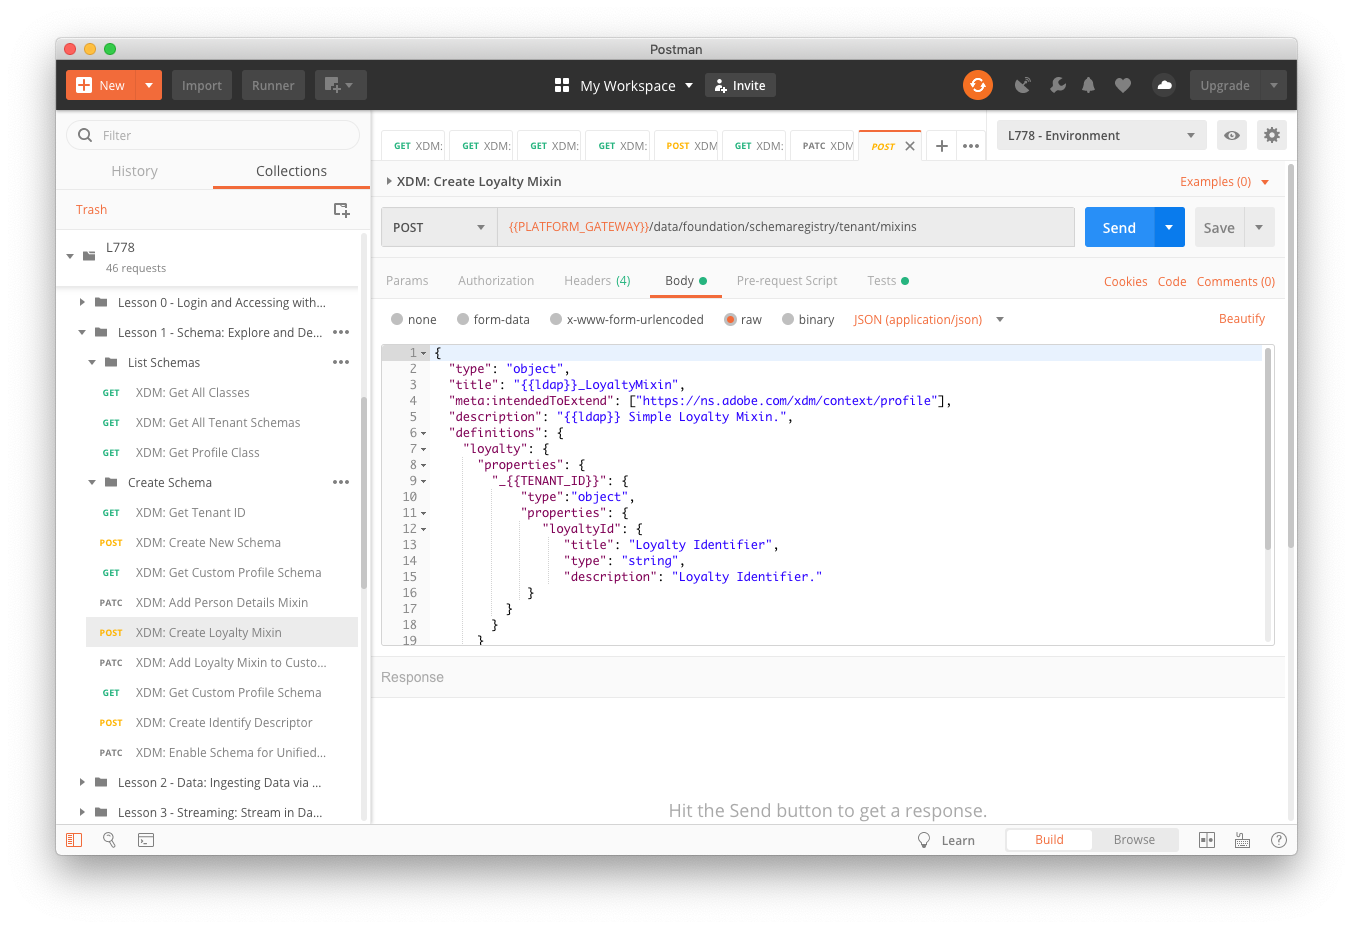 Postman
New
Import
Runner
My Workspace
Invite
Upgrade
Filter
History
Collections
Trash
L778
46 requests
Lesson 0 - Login and Accessing with...
Lesson 1 - Schema: Explore and De...
List Schemas
GET XDM: Get All Classes
GET XDM: Get All Tenant Schemas
GET XDM: Get Profile Class
Create Schema
GET XDM: Get Tenant ID
POST XDM: Create New Schema
GET XDM: Get Custom Profile Schema
PATC XDM: Add Person Details Mixin
POST XDM: Create Loyalty Mixin
PATC XDM: Add Loyalty Mixin to Custo...
GET XDM: Get Custom Profile Schema
POST XDM: Create Identify Descriptor
PATC XDM: Enable Schema for Unified...
Lesson 2 - Data: Ingesting Data via ...
Lesson 3 - Streaming: Stream in Da...
GET XDM: GET XDM: GET XDM: GET XDM: POST XDM GET XDM: PATC XDM POST
L778 - Environment
XDM: Create Loyalty Mixin
Examples (0)
POST
{{PLATFORM_GATEWAY}}/data/foundation/schemaregistry/tenant/mixins
Send
Save
Params Authorization Headers (4) Body Pre-request Script Tests
Cookies Code Comments (0)
none form-data x-www-form-urlencoded raw binary JSON (application/json)
Beautify
1 {
2 "type": "object",
3 "title": "{{ldap}}_LoyaltyMixin",
4 "meta:intendedToExtend": ["https://ns.adobe.com/xdm/context/profile"],
5 "description": "{{ldap}} Simple Loyalty Mixin.",
6 "definitions": {
7 "loyalty": {
8 "properties": {
9 "_{{TENANT_ID}}": {
10 "type":"object",
11 "properties": {
12 "loyaltyId": {
13 "title": "Loyalty Identifier",
14 "type": "string",
15 "description": "Loyalty Identifier."
16 }
17 }
18 }
19 }
Response
Hit the Send button to get a response.
Learn
Build
Browse